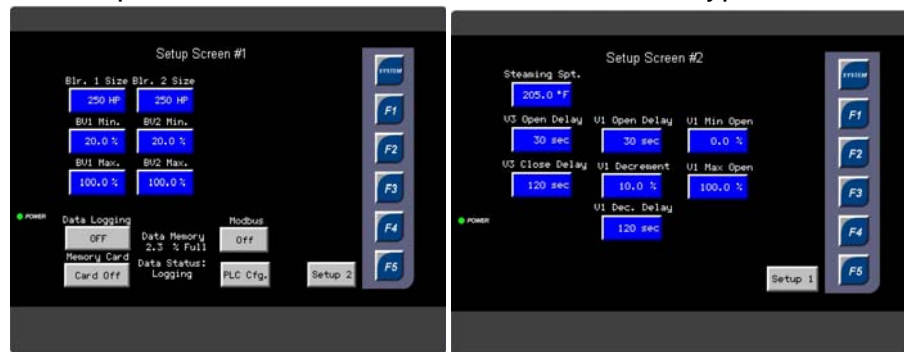 Setup Screen #1
Blr. 1 Size Blr. 2 Size
250 HP 250 HP
BV1 Min. BV2 Min.
20.0 % 20.0 %
BV1 Max. BV2 Max.
100.0 % 100.0 %
POWER
Data Logging Modbus
OFF Data Memory Off
2.3 % Full
Memory Card Data Status:
Card Off Logging PLC Cfg. Setup 2
SYSTEM
F1
F2
F3
F4
F5
Setup Screen #2
Steaming Spt.
205.0 °F
V3 Open Delay V1 Open Delay V1 Min Open
30 sec 30 sec 0.0 %
V3 Close Delay V1 Decrement V1 Max Open
120 sec 10.0 % 100.0 %
V1 Dec. Delay
POWER 120 sec
Setup 1
SYSTEM
F1
F2
F3
F4
F5